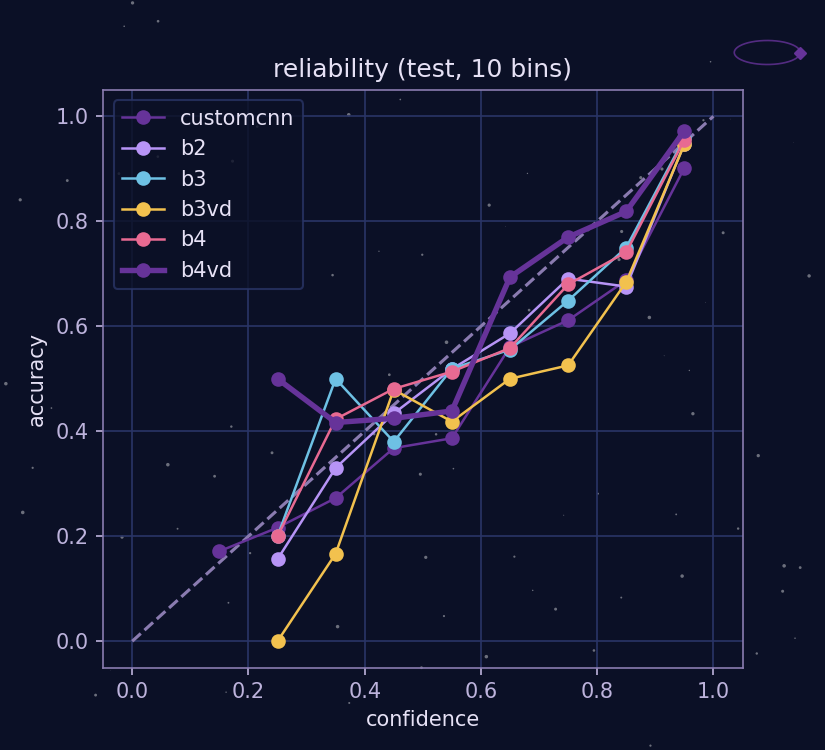 reliability (test, 10 bins)
customcnn
b2
b3
b3vd
b4
b4vd
accuracy
1.0
0.8
0.6
0.4
0.2
0.0
0.0 0.2 0.4 0.6 0.8 1.0
confidence